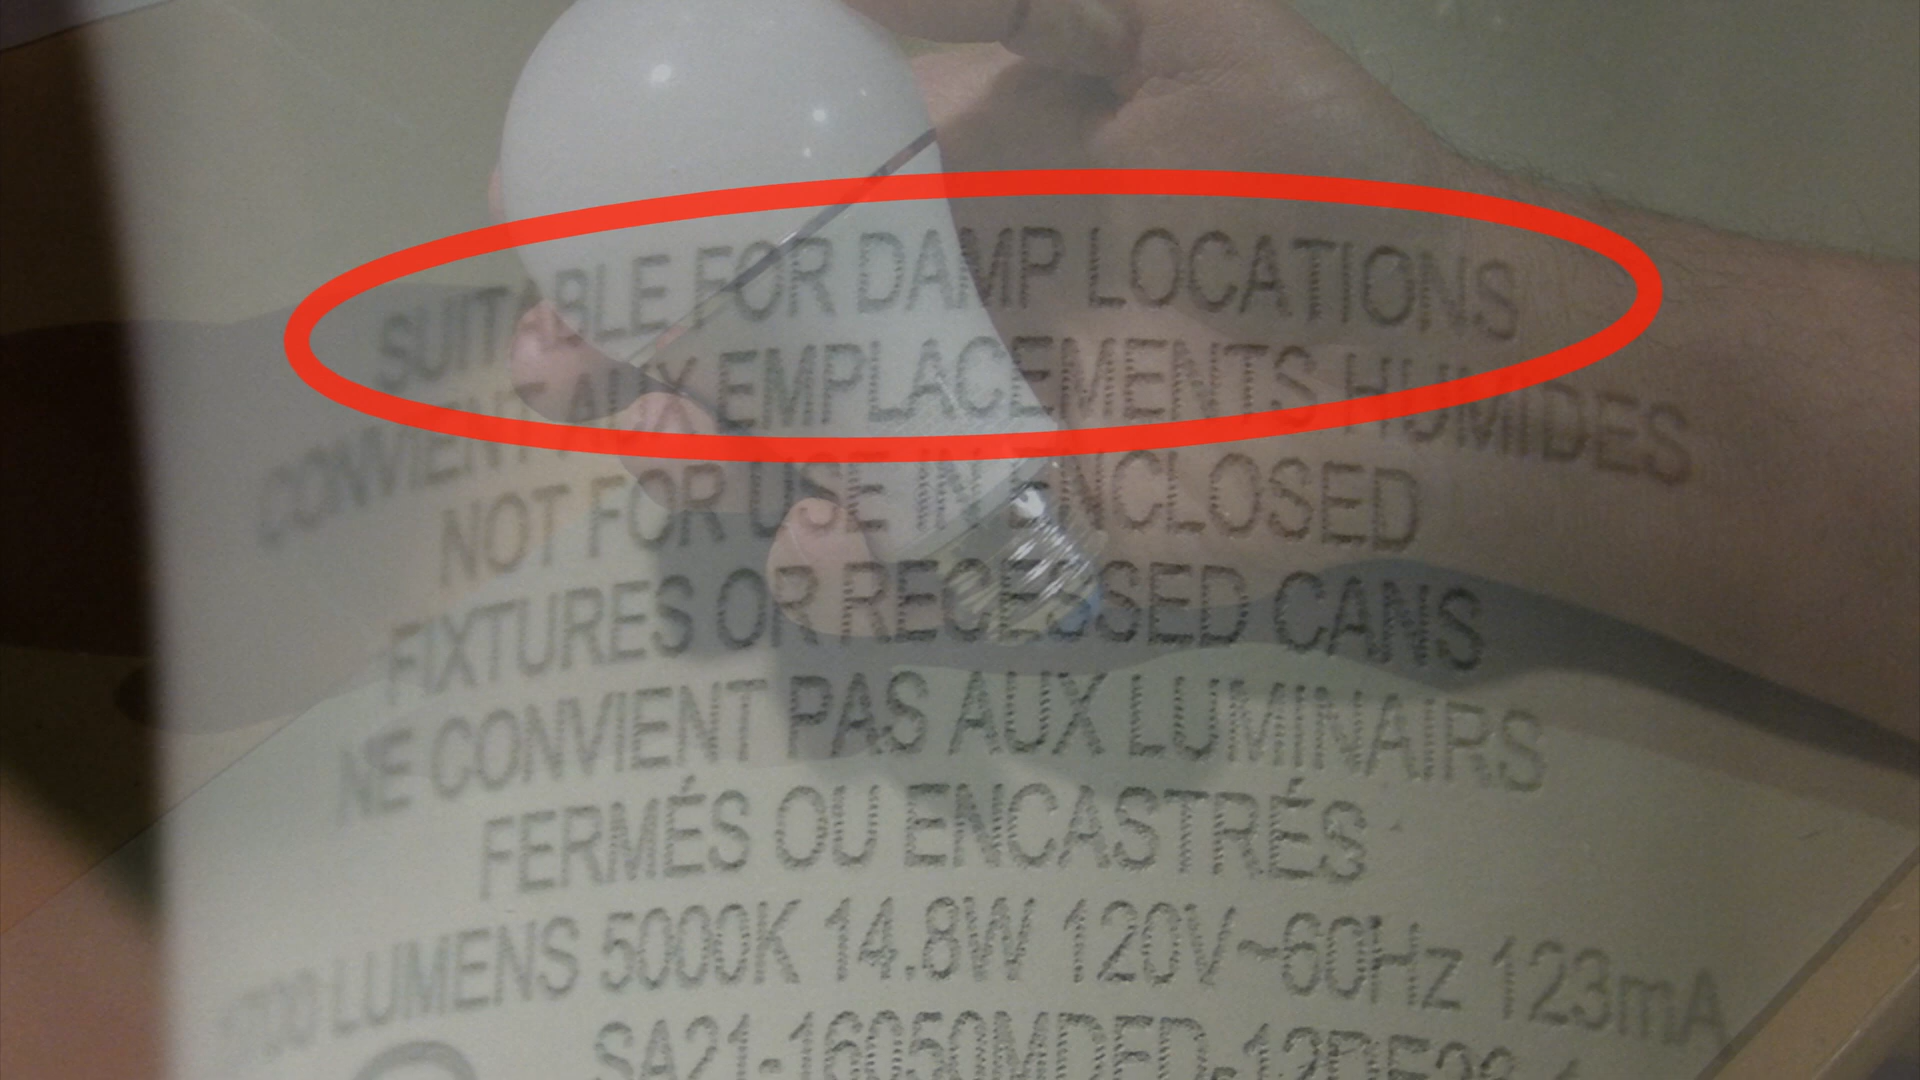 SUITABLE FOR DAMP LOCATIONS
CONVIENT AUX EMPLACEMENTS HUMIDES
NOT FOR USE IN ENCLOSED
FIXTURES OR RECESSED CANS
NE CONVIENT PAS AUX LUMINAIRS
FERMÉS OU ENCASTRÉS
LUMENS 5000K 14.8W 120V~60Hz 123mA